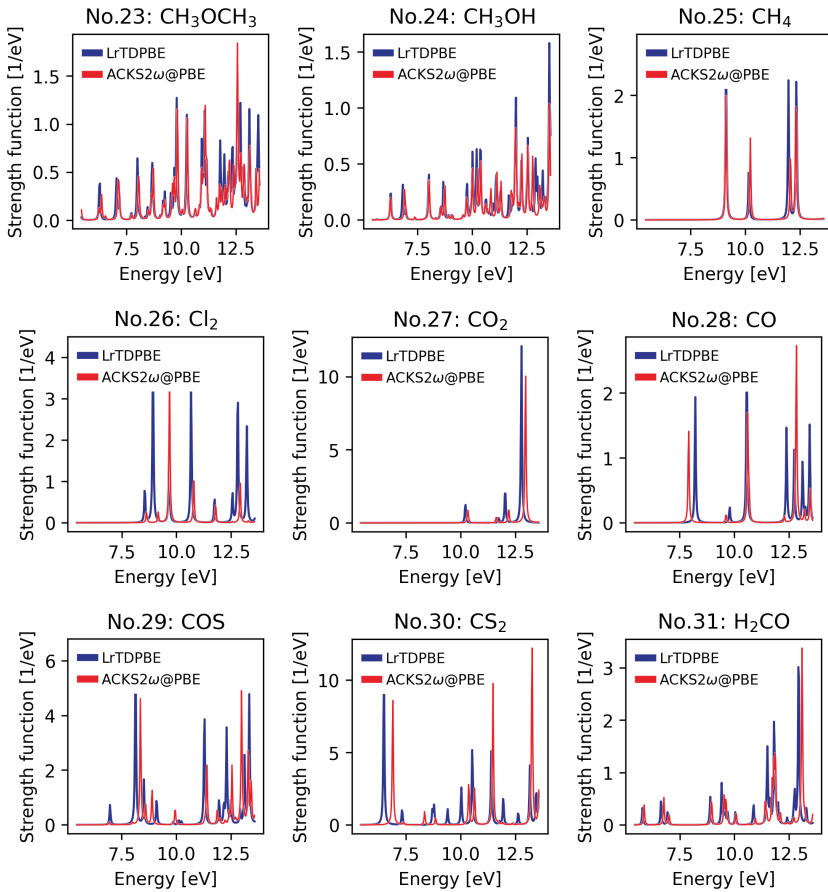 No.23: CH₃OCH₃
Strength function [1/eV]
1.5
1.0
0.5
0.0
LrTDPBE
ACKS2ω@PBE
7.5 10.0 12.5
Energy [eV]
No.24: CH₃OH
Strength function [1/eV]
1.5
1.0
0.5
0.0
LrTDPBE
ACKS2ω@PBE
7.5 10.0 12.5
Energy [eV]
No.25: CH₄
Strength function [1/eV]
2
1
0
LrTDPBE
ACKS2ω@PBE
7.5 10.0 12.5
Energy [eV]
No.26: Cl₂
Strength function [1/eV]
4
3
2
1
0
LrTDPBE
ACKS2ω@PBE
7.5 10.0 12.5
Energy [eV]
No.27: CO₂
Strength function [1/eV]
10
5
0
LrTDPBE
ACKS2ω@PBE
7.5 10.0 12.5
Energy [eV]
No.28: CO
Strength function [1/eV]
2
1
0
LrTDPBE
ACKS2ω@PBE
7.5 10.0 12.5
Energy [eV]
No.29: COS
Strength function [1/eV]
6
4
2
0
LrTDPBE
ACKS2ω@PBE
7.5 10.0 12.5
Energy [eV]
No.30: CS₂
Strength function [1/eV]
10
5
0
LrTDPBE
ACKS2ω@PBE
7.5 10.0 12.5
Energy [eV]
No.31: H₂CO
Strength function [1/eV]
3
2
1
0
LrTDPBE
ACKS2ω@PBE
7.5 10.0 12.5
Energy [eV]